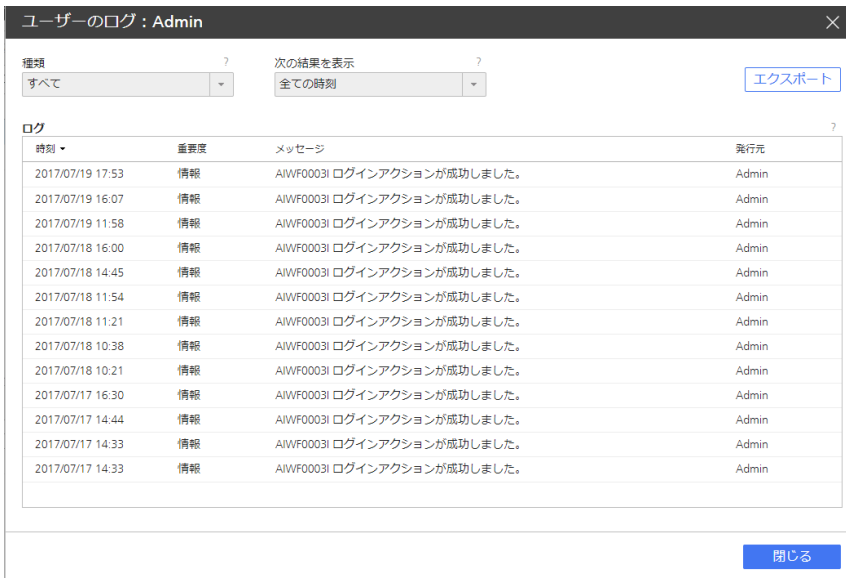 ユーザーのログ：Admin
種類 ? 次の結果を表示 ?
すべて 全ての時刻 エクスポート
ログ ?
時刻 重要度 メッセージ 発行元
2017/07/19 17:53 情報 AIWF0003I ログインアクションが成功しました。 Admin
2017/07/19 16:07 情報 AIWF0003I ログインアクションが成功しました。 Admin
2017/07/19 11:58 情報 AIWF0003I ログインアクションが成功しました。 Admin
2017/07/18 16:00 情報 AIWF0003I ログインアクションが成功しました。 Admin
2017/07/18 14:45 情報 AIWF0003I ログインアクションが成功しました。 Admin
2017/07/18 11:54 情報 AIWF0003I ログインアクションが成功しました。 Admin
2017/07/18 11:21 情報 AIWF0003I ログインアクションが成功しました。 Admin
2017/07/18 10:38 情報 AIWF0003I ログインアクションが成功しました。 Admin
2017/07/18 10:21 情報 AIWF0003I ログインアクションが成功しました。 Admin
2017/07/17 16:30 情報 AIWF0003I ログインアクションが成功しました。 Admin
2017/07/17 14:44 情報 AIWF0003I ログインアクションが成功しました。 Admin
2017/07/17 14:33 情報 AIWF0003I ログインアクションが成功しました。 Admin
2017/07/17 14:33 情報 AIWF0003I ログインアクションが成功しました。 Admin
閉じる